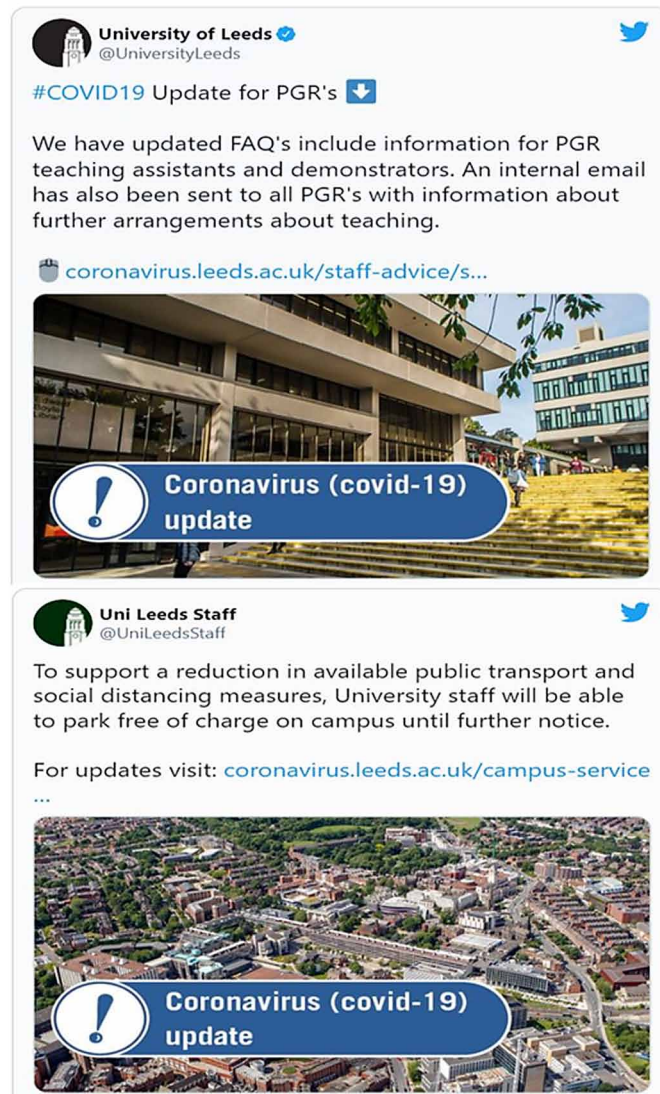 University of Leeds
@UniversityLeeds
#COVID19 Update for PGR's
We have updated FAQ's include information for PGR
teaching assistants and demonstrators. An internal email
has also been sent to all PGR's with information about
further arrangements about teaching.
coronavirus.leeds.ac.uk/staff-advice/s...
Coronavirus (covid-19)
update
Uni Leeds Staff
@UniLeedsStaff
To support a reduction in available public transport and
social distancing measures, University staff will be able
to park free of charge on campus until further notice.
For updates visit: coronavirus.leeds.ac.uk/campus-service
...
Coronavirus (covid-19)
update